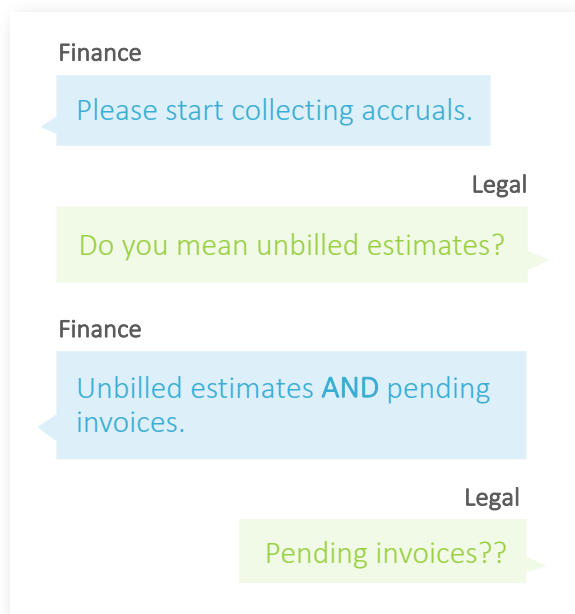 Finance
Please start collecting accruals.
Legal
Do you mean unbilled estimates?
Finance
Unbilled estimates AND pending
invoices.
Legal
Pending invoices??